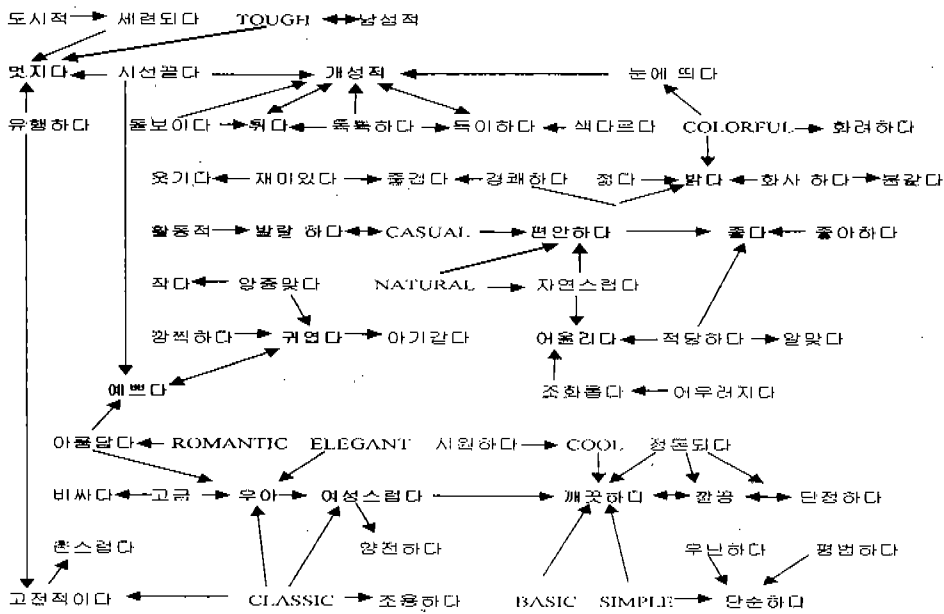 도시적 세련되다 TOUGH 남성적
멋지다 시선끌다 개성적 눈에 띄다
유행하다 돋보이다 튀다 톡톡하다 특이하다 색다르다 COLORFUL 화려하다
웃기다 재미있다 즐겁다 경쾌하다 젊다 밝다 화사 하다 봄같다
활동적 발랄 하다 CASUAL 편안하다 좋다 좋아하다
작다 앙증맞다 NATURAL 자연스럽다
깜찍하다 귀엽다 아기같다 어울리다 적당하다 알맞다
예쁘다 조화롭다 어우러지다
아름답다 ROMANTIC ELEGANT 시원하다 COOL 정돈되다
비싸다 고급 우아 여성스럽다 깨끗하다 깔끔 단정하다
촌스럽다 얌전하다 무난하다 평범하다
고전적이다 CLASSIC 조용하다 BASIC SIMPLE 단순하다